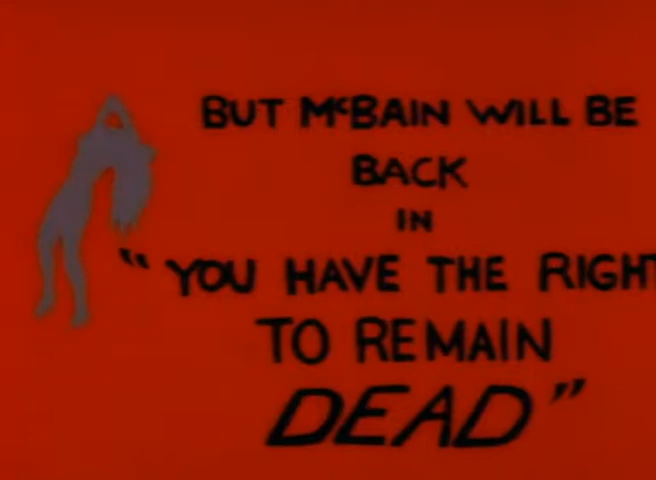 BUT McBAIN WILL BE
BACK
IN
"YOU HAVE THE RIGHT
TO REMAIN
DEAD"